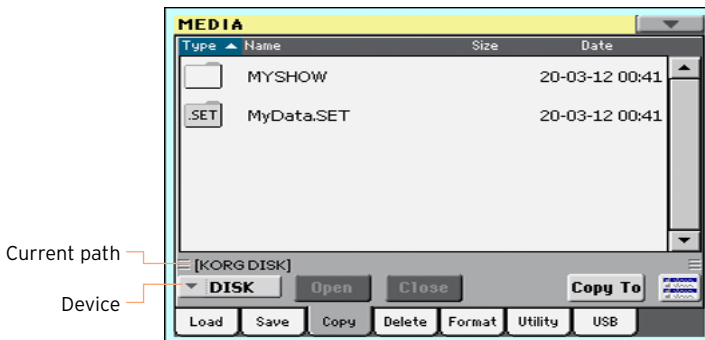 MEDIA
Type Name Size Date
MYSHOW 20-03-12 00:41
.SET MyData.SET 20-03-12 00:41
Current path
[KORG DISK]
Device
DISK Open Close Copy To
Load Save Copy Delete Format Utility USB